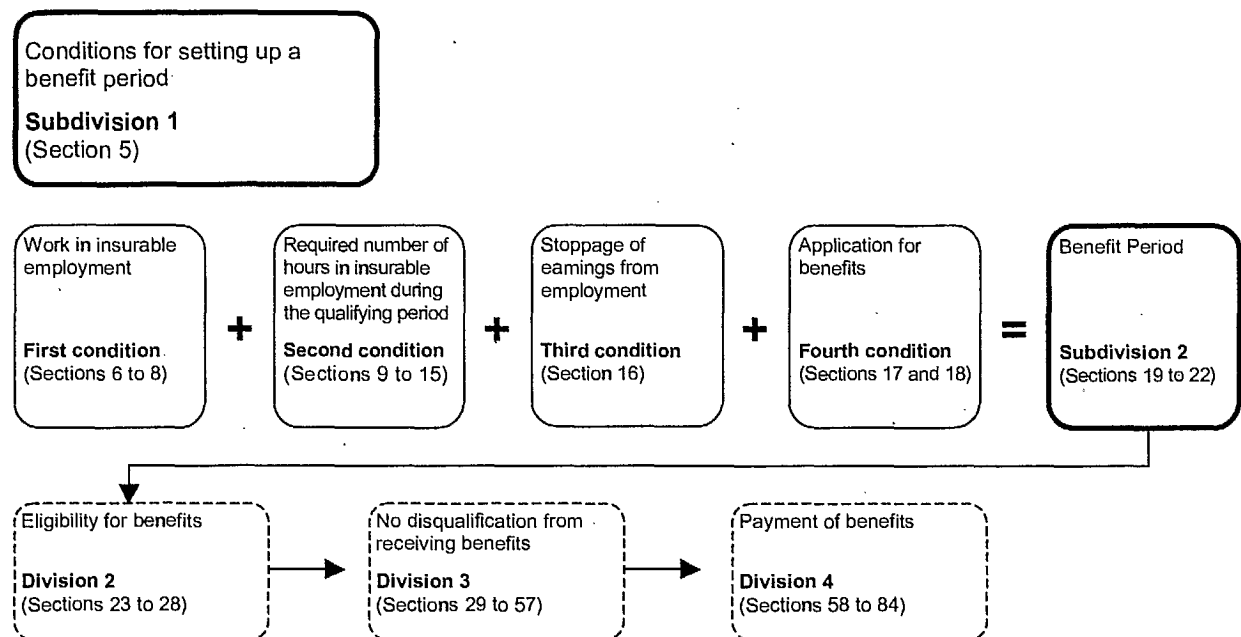 Conditions for setting up a
benefit period
Subdivision 1
(Section 5)
Work in insurable
employment
First condition
(Sections 6 to 8)
+
Required number of
hours in insurable
employment during
the qualifying period
Second condition
(Sections 9 to 15)
+
Stoppage of
earnings from
employment
Third condition
(Section 16)
+
Application for
benefits
Fourth condition
(Sections 17 and 18)
=
Benefit Period
Subdivision 2
(Sections 19 to 22)
Eligibility for benefits
Division 2
(Sections 23 to 28)
No disqualification from
receiving benefits
Division 3
(Sections 29 to 57)
Payment of benefits
Division 4
(Sections 58 to 84)